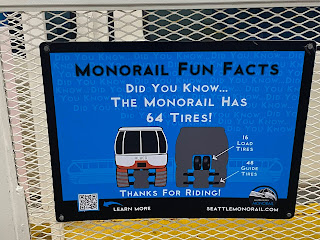 MONORAIL FUN FACTS
DID YOU KNOW...
THE MONORAIL HAS
64 TIRES!
16
LOAD
TIRES
48
GUIDE
TIRES
THANKS FOR RIDING!
LEARN MORE
SEATTLEMONORAIL.COM